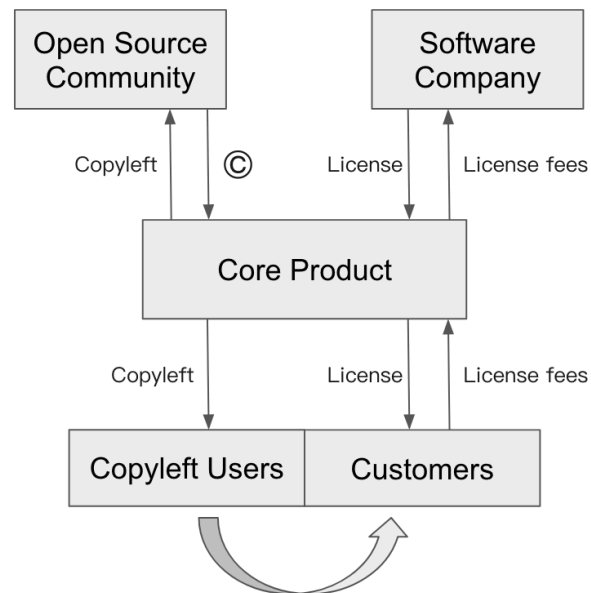 Open Source
Community
Software
Company
Copyleft
©
License
License fees
Core Product
Copyleft
License
License fees
Copyleft Users
Customers